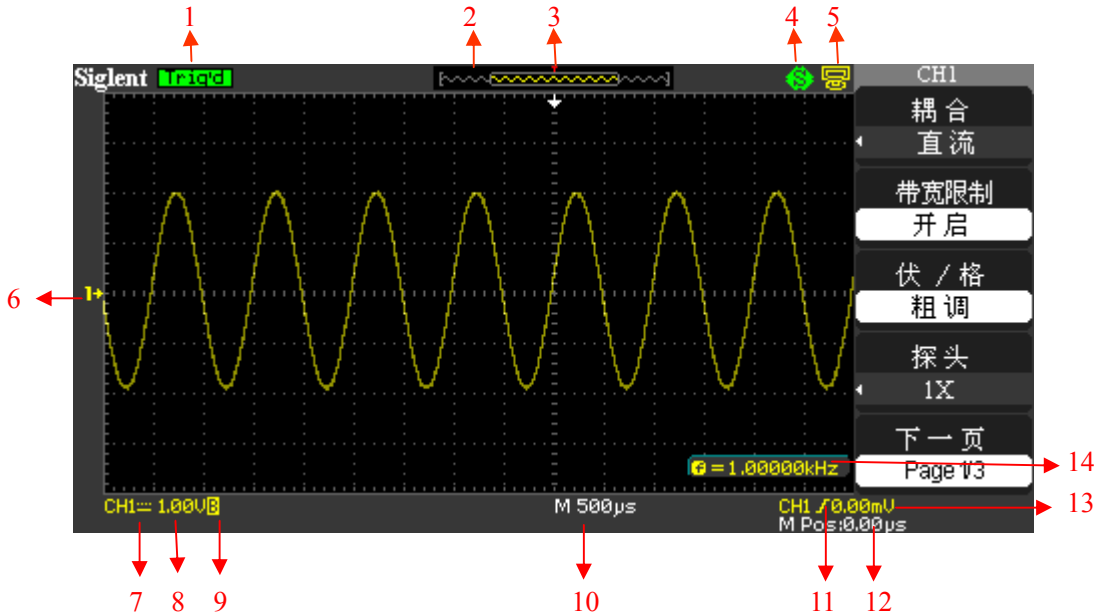 1 2 3 4 5
Siglent Trig'd CH1
耦合
直流
带宽限制
开启
伏/格
粗调
探头
1X
下一页
Page 1/3
6 1
f = 1.00000kHz 14
CH1 1.00V B M 500μs CH1 0.00mV 13
M Pos:0.00μs
7 8 9 10 11 12